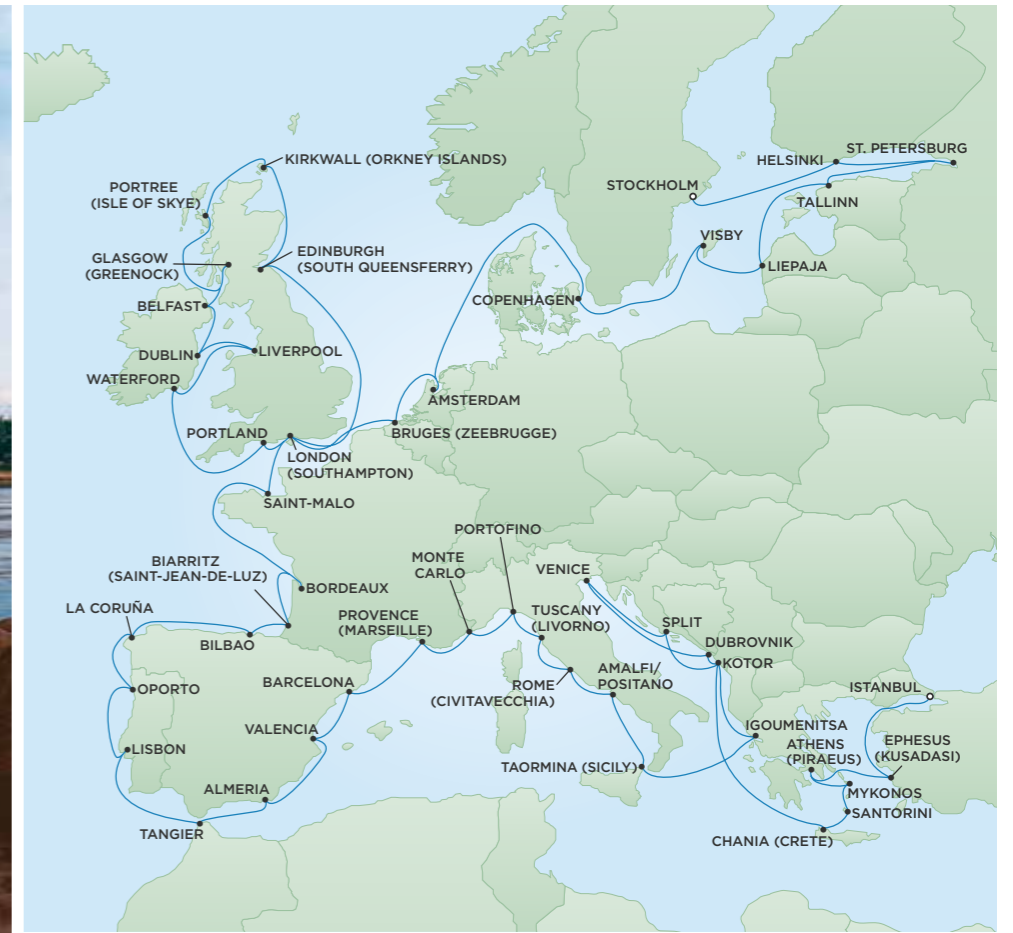 KIRKWALL (ORKNEY ISLANDS)
ST. PETERSBURG
HELSINKI
PORTREE
(ISLE OF SKYE)
STOCKHOLM
TALLINN
VISBY
EDINBURGH
(SOUTH QUEENSFERRY)
GLASGOW
(GREENOCK)
LIEPAJA
COPENHAGEN
BELFAST
DUBLIN
LIVERPOOL
WATERFORD
AMSTERDAM
PORTLAND
BRUGES (ZEEBRUGGE)
LONDON
(SOUTHAMPTON)
SAINT-MALO
PORTOFINO
BIARRITZ
(SAINT-JEAN-DE-LUZ)
MONTE
CARLO
VENICE
BORDEAUX
LA CORUÑA
PROVENCE
(MARSEILLE)
TUSCANY
(LIVORNO)
SPLIT
BILBAO
DUBROVNIK
KOTOR
BARCELONA
ROME
(CIVITAVECCHIA)
AMALFI/
POSITANO
OPORTO
ISTANBUL
VALENCIA
IGOUMENITSA
LISBON
ATHENS
(PIRAEUS)
EPHESUS
(KUSADASI)
TAORMINA (SICILY)
ALMERIA
MYKONOS
SANTORINI
TANGIER
CHANIA (CRETE)